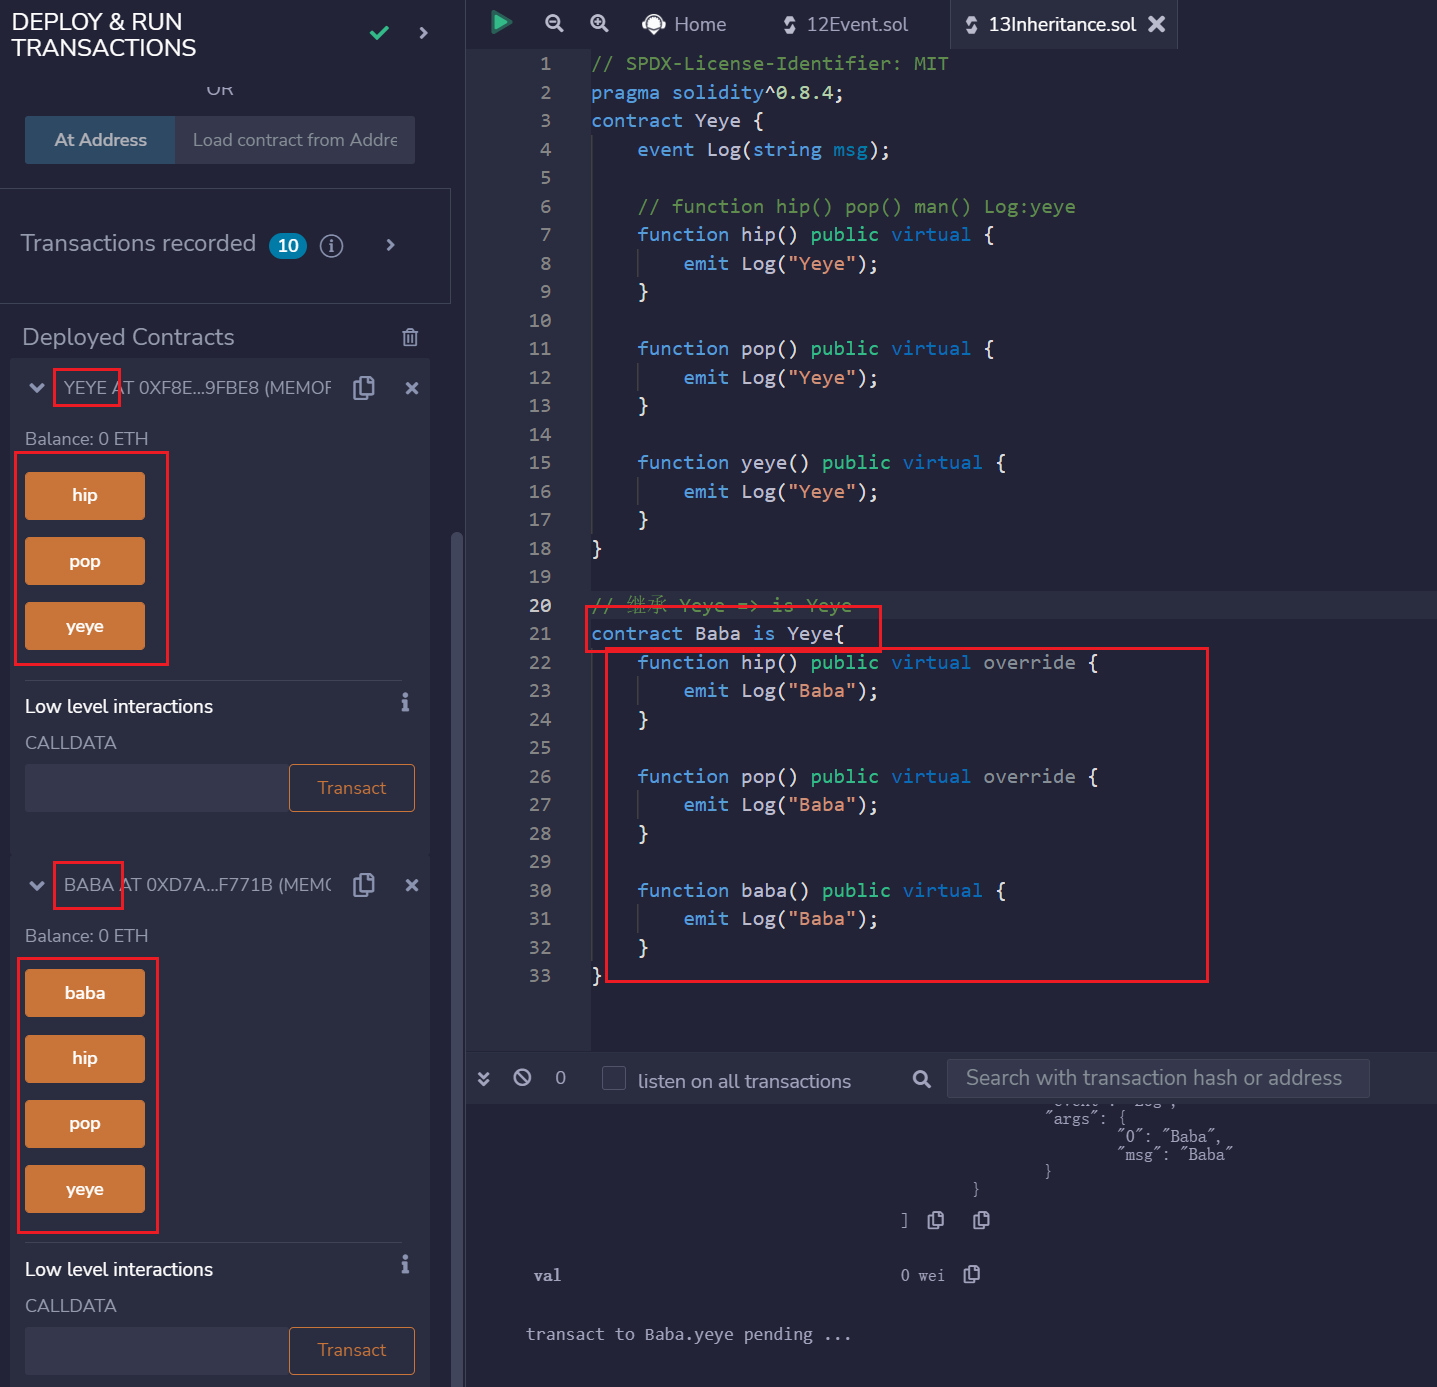 DEPLOY & RUN
TRANSACTIONS
OR
At Address
Load contract from Addre
Transactions recorded 10
Deployed Contracts
YEYE AT 0XF8E...9FBE8 (MEMOR
Balance: 0 ETH
hip
pop
yeye
Low level interactions
CALLDATA
Transact
BABA AT 0XD7A...F771B (MEMO
Balance: 0 ETH
baba
hip
pop
yeye
Low level interactions
CALLDATA
Transact
Home
12Event.sol
13Inheritance.sol
1 // SPDX-License-Identifier: MIT
2 pragma solidity^0.8.4;
3 contract Yeye {
4 event Log(string msg);
5
6 // function hip() pop() man() Log:yeye
7 function hip() public virtual {
8 emit Log("Yeye");
9 }
10
11 function pop() public virtual {
12 emit Log("Yeye");
13 }
14
15 function yeye() public virtual {
16 emit Log("Yeye");
17 }
18 }
19
20 // 继承 Yeye => is Yeye
21 contract Baba is Yeye{
22 function hip() public virtual override {
23 emit Log("Baba");
24 }
25
26 function pop() public virtual override {
27 emit Log("Baba");
28 }
29
30 function baba() public virtual {
31 emit Log("Baba");
32 }
33 }
0
listen on all transactions
Search with transaction hash or address
"event": "Log",
"args": {
"0": "Baba",
"msg": "Baba"
}
}
]
val 0 wei
transact to Baba.yeye pending ...